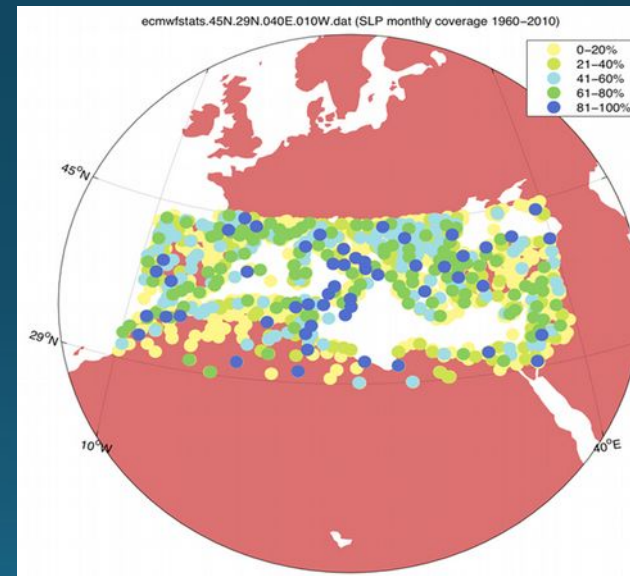 ecmwfstats.45N.29N.040E.010W.dat (SLP monthly coverage 1960−2010)
0−20%
21−40%
41−60%
61−80%
81−100%
45°N
29°N
10°W
40°E